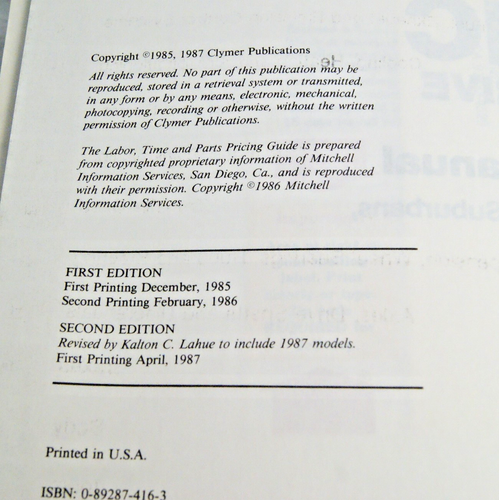 Copyright ©1985, 1987 Clymer Publications
All rights reserved. No part of this publication may be
reproduced, stored in a retrieval system or transmitted,
in any form or by any means, electronic, mechanical,
photocopying, recording or otherwise, without the written
permission of Clymer Publications.
The Labor, Time and Parts Pricing Guide is prepared
from copyrighted proprietary information of Mitchell
Information Services, San Diego, Ca., and is reproduced
with their permission. Copyright ©1986 Mitchell
Information Services.
FIRST EDITION
First Printing December, 1985
Second Printing February, 1986
SECOND EDITION
Revised by Kalton C. Lahue to include 1987 models.
First Printing April, 1987
Printed in U.S.A.
ISBN: 0-89287-416-3
anual
Suburbans,